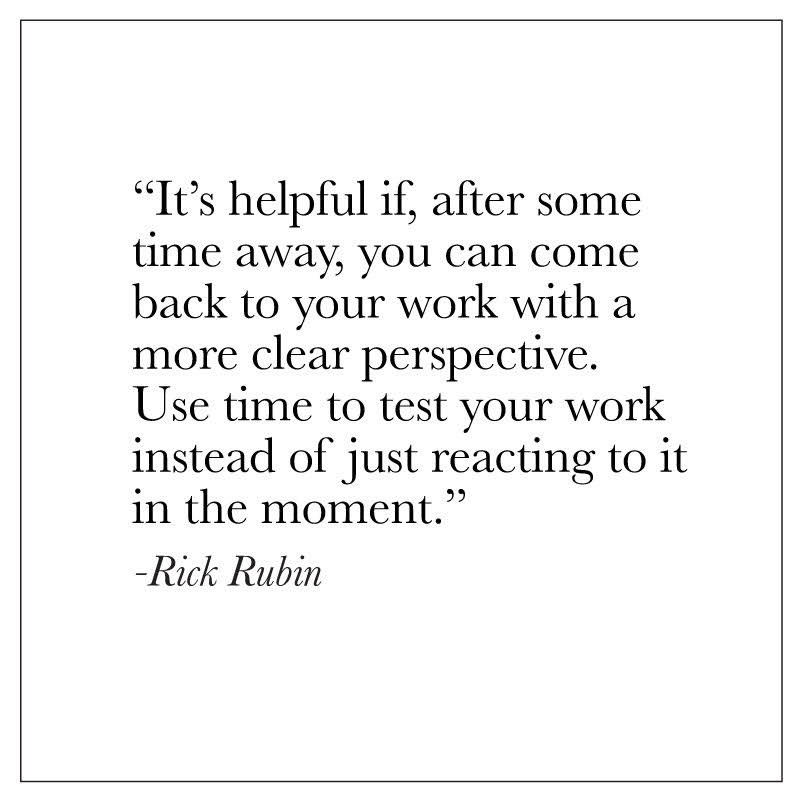 “It’s helpful if, after some
time away, you can come
back to your work with a
more clear perspective.
Use time to test your work
instead of just reacting to it
in the moment.”
-Rick Rubin